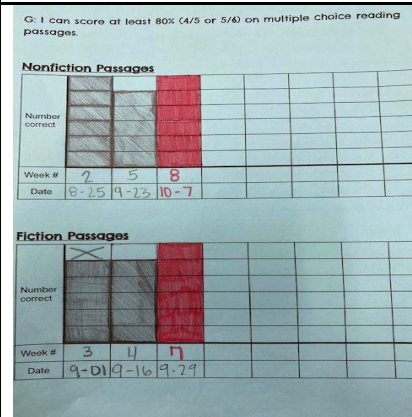 G: I can score at least 80% (4/5 or 5/6) on multiple choice reading
passages.
Nonfiction Passages
Number
correct
Week # 2 5 8
Date 8-25 9-23 10-7
Fiction Passages
X
Number
correct
Week # 3 4 7
Date 9-01 9-16 9-29